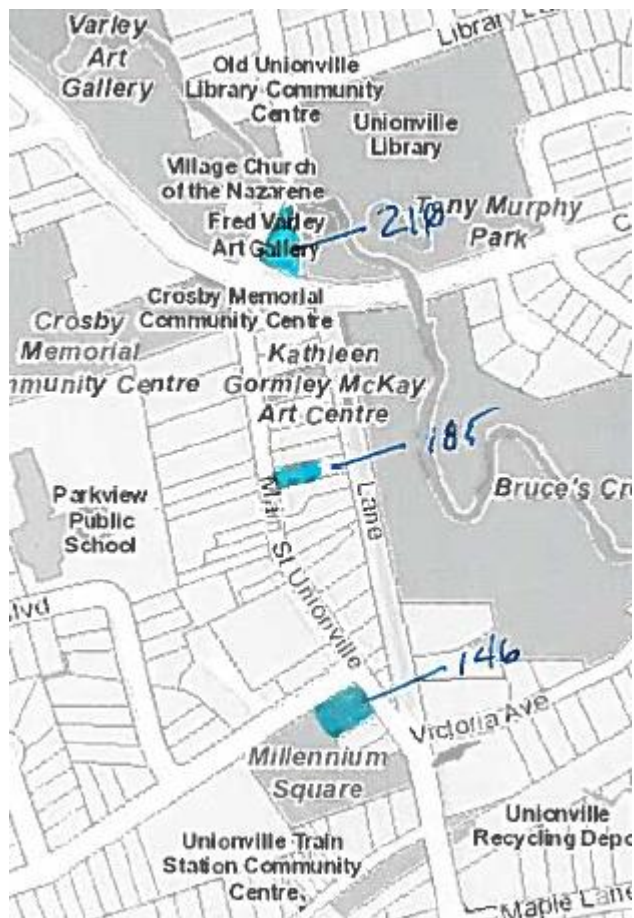 Varley
Art
Gallery
Library La
Old Unionville
Library Community
Centre
Unionville
Library
Village Church
of the Nazarene
Fred Varley
Art Gallery
210
Tony Murphy
Park
C
Crosby Memorial
Community Centre
Crosby
Memorial
mmunity Centre
Kathleen
Gormley McKay
Art Centre
185
Bruce's Cre
Parkview
Public
School
Main St Unionville
Lane
lvd
146
Victoria Ave
Millennium
Square
Unionville
Recycling Depo
Unionville Train
Station Community
Centre
Maple Lane